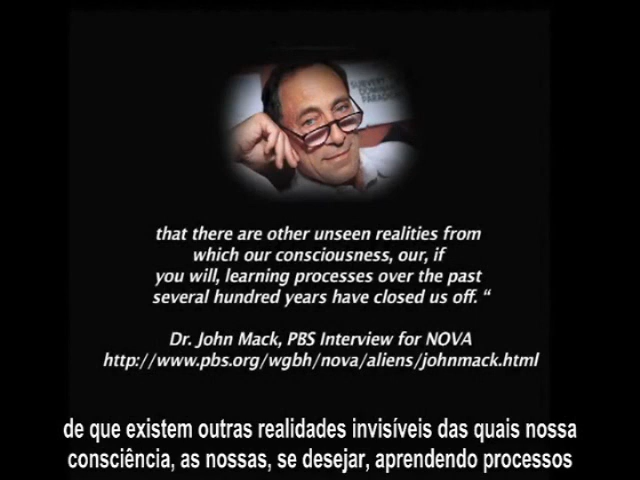 SUBVERT
DOMINANT
PARADIGM
that there are other unseen realities from
which our consciousness, our, if
you will, learning processes over the past
several hundred years have closed us off. “
Dr. John Mack, PBS Interview for NOVA
http://www.pbs.org/wgbh/nova/aliens/johnmack.html
de que existem outras realidades invisíveis das quais nossa
consciência, as nossas, se desejar, aprendendo processos